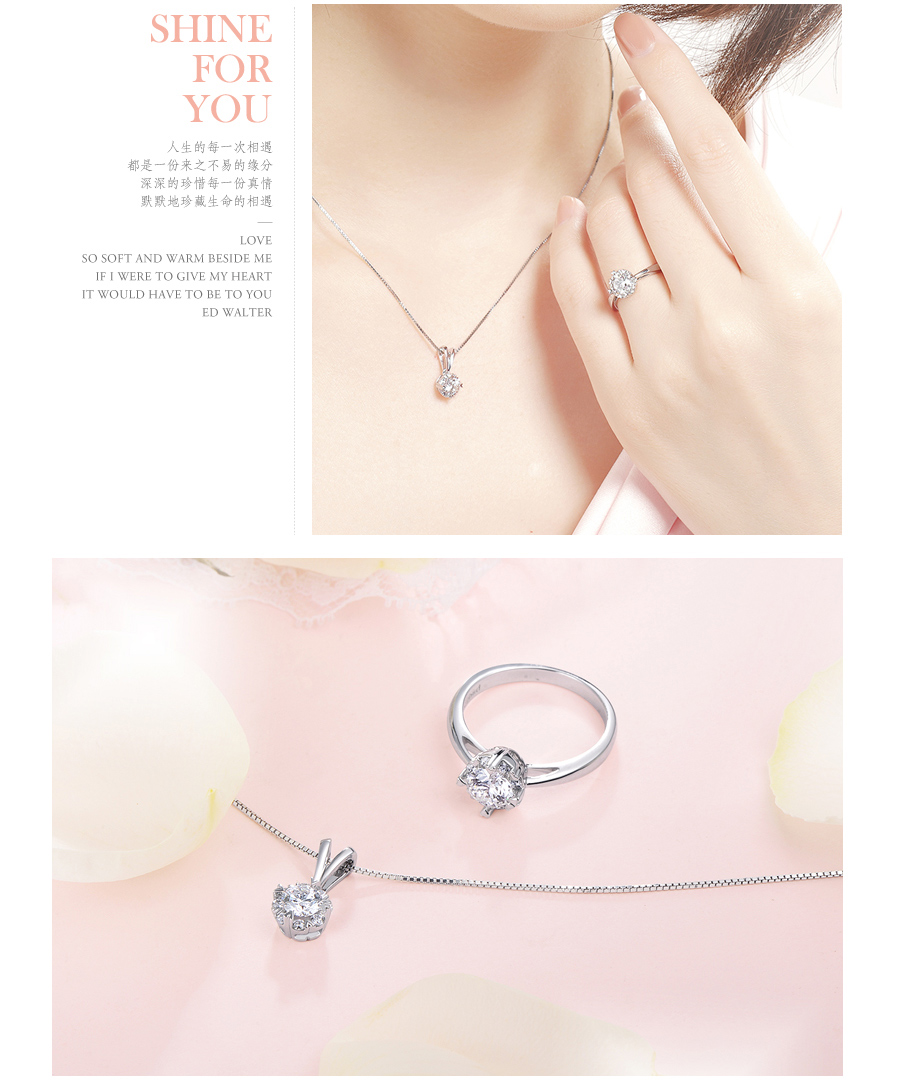 SHINE
FOR
YOU
人生的每一次相遇
都是一份来之不易的缘分
深深的珍惜每一份真情
默默地珍藏生命的相遇
LOVE
SO SOFT AND WARM BESIDE ME
IF I WERE TO GIVE MY HEART
IT WOULD HAVE TO BE TO YOU
ED WALTER